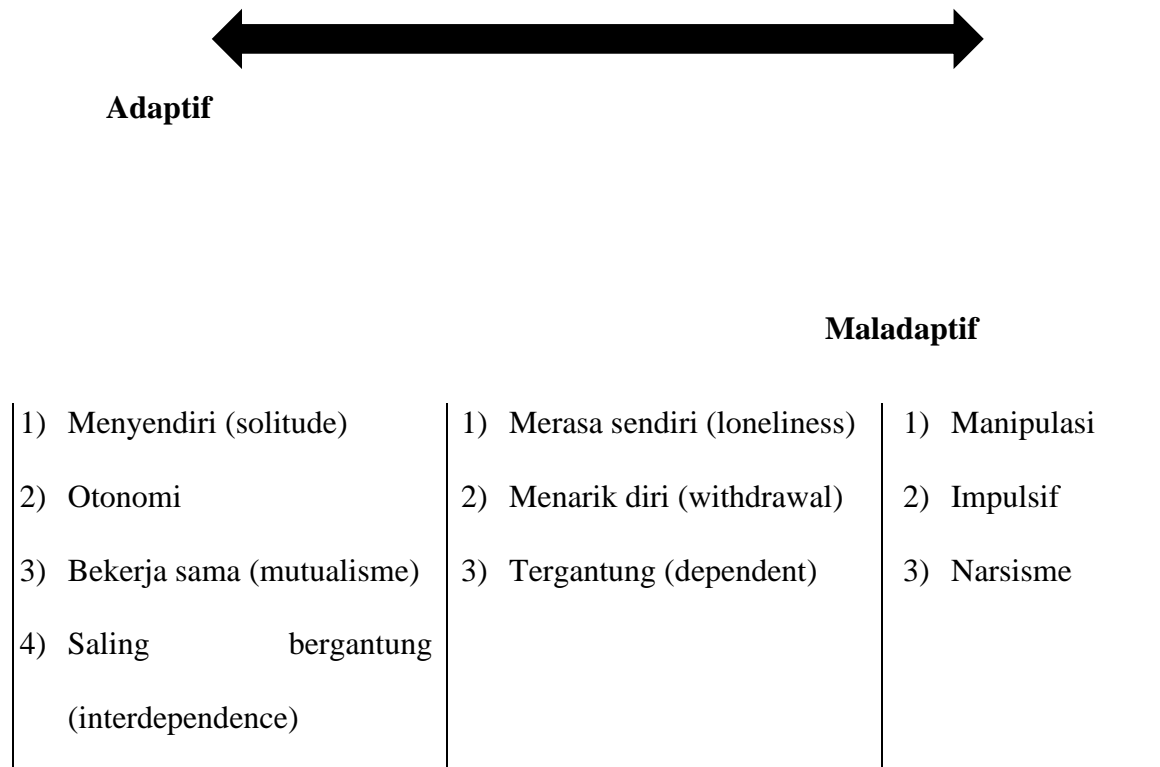 Adaptif
Maladaptif
1) Menyendiri (solitude)
2) Otonomi
3) Bekerja sama (mutualisme)
4) Saling bergantung
(interdependence)
1) Merasa sendiri (loneliness)
2) Menarik diri (withdrawal)
3) Tergantung (dependent)
1) Manipulasi
2) Impulsif
3) Narsisme